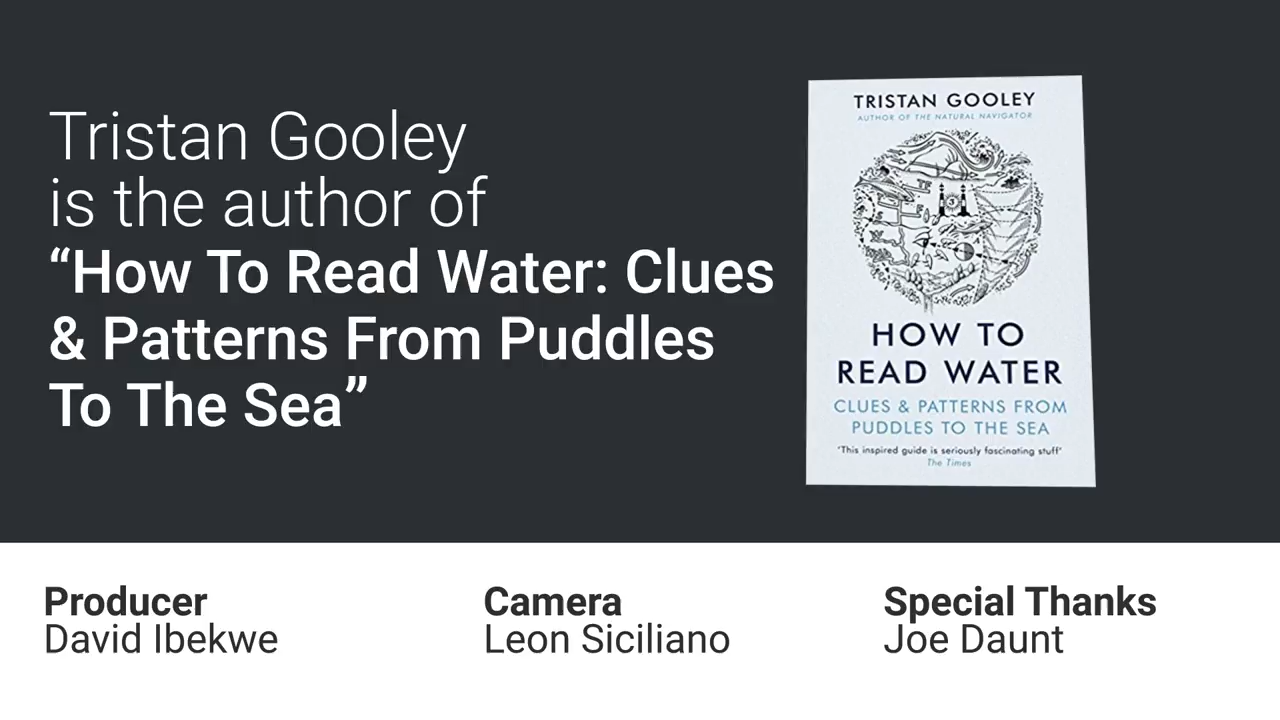 Tristan Gooley
is the author of
“How To Read Water: Clues
& Patterns From Puddles
To The Sea”
TRISTAN GOOLEY
AUTHOR OF THE NATURAL NAVIGATOR
HOW TO
READ WATER
CLUES & PATTERNS FROM
PUDDLES TO THE SEA
'This inspired guide is seriously fascinating stuff'
The Times
Producer
David Ibekwe
Camera
Leon Siciliano
Special Thanks
Joe Daunt